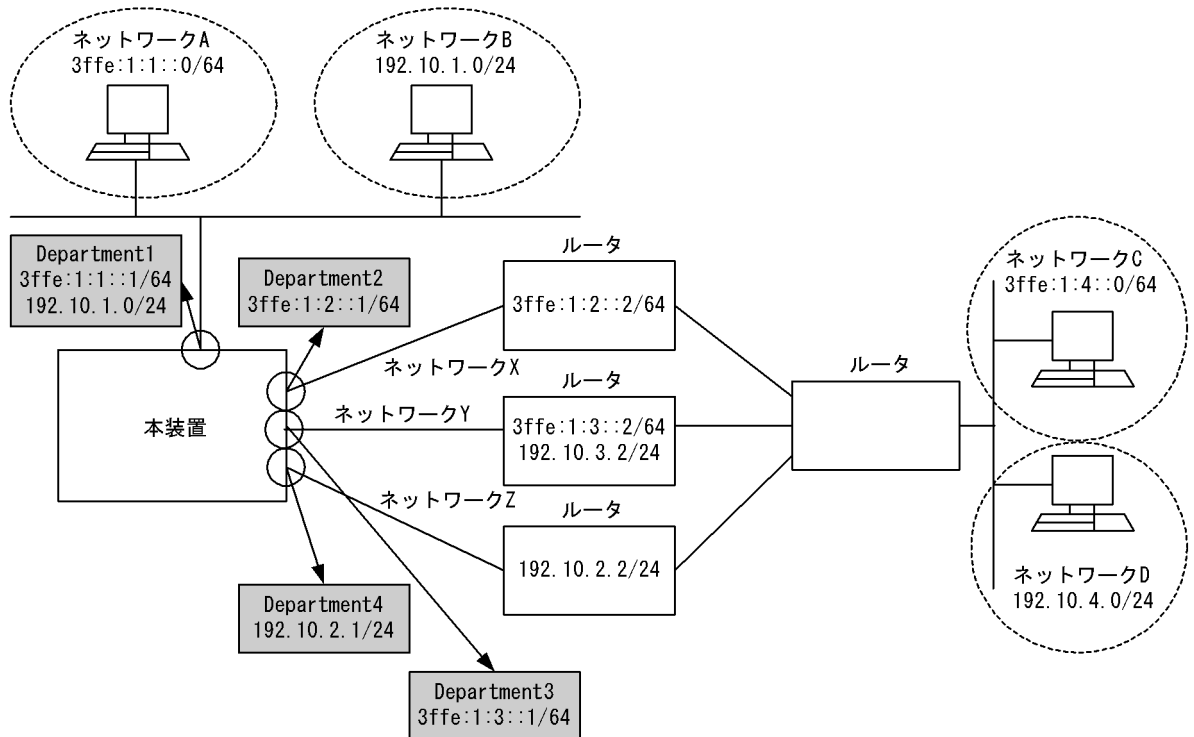 ネットワークA
3ffe:1:1::0/64
ネットワークB
192.10.1.0/24
Department1
3ffe:1:1::1/64
192.10.1.0/24
Department2
3ffe:1:2::1/64
ルータ
3ffe:1:2::2/64
ネットワークC
3ffe:1:4::0/64
ネットワークX
本装置
ネットワークY
ルータ
3ffe:1:3::2/64
192.10.3.2/24
ルータ
ネットワークZ
ルータ
192.10.2.2/24
ネットワークD
192.10.4.0/24
Department4
192.10.2.1/24
Department3
3ffe:1:3::1/64